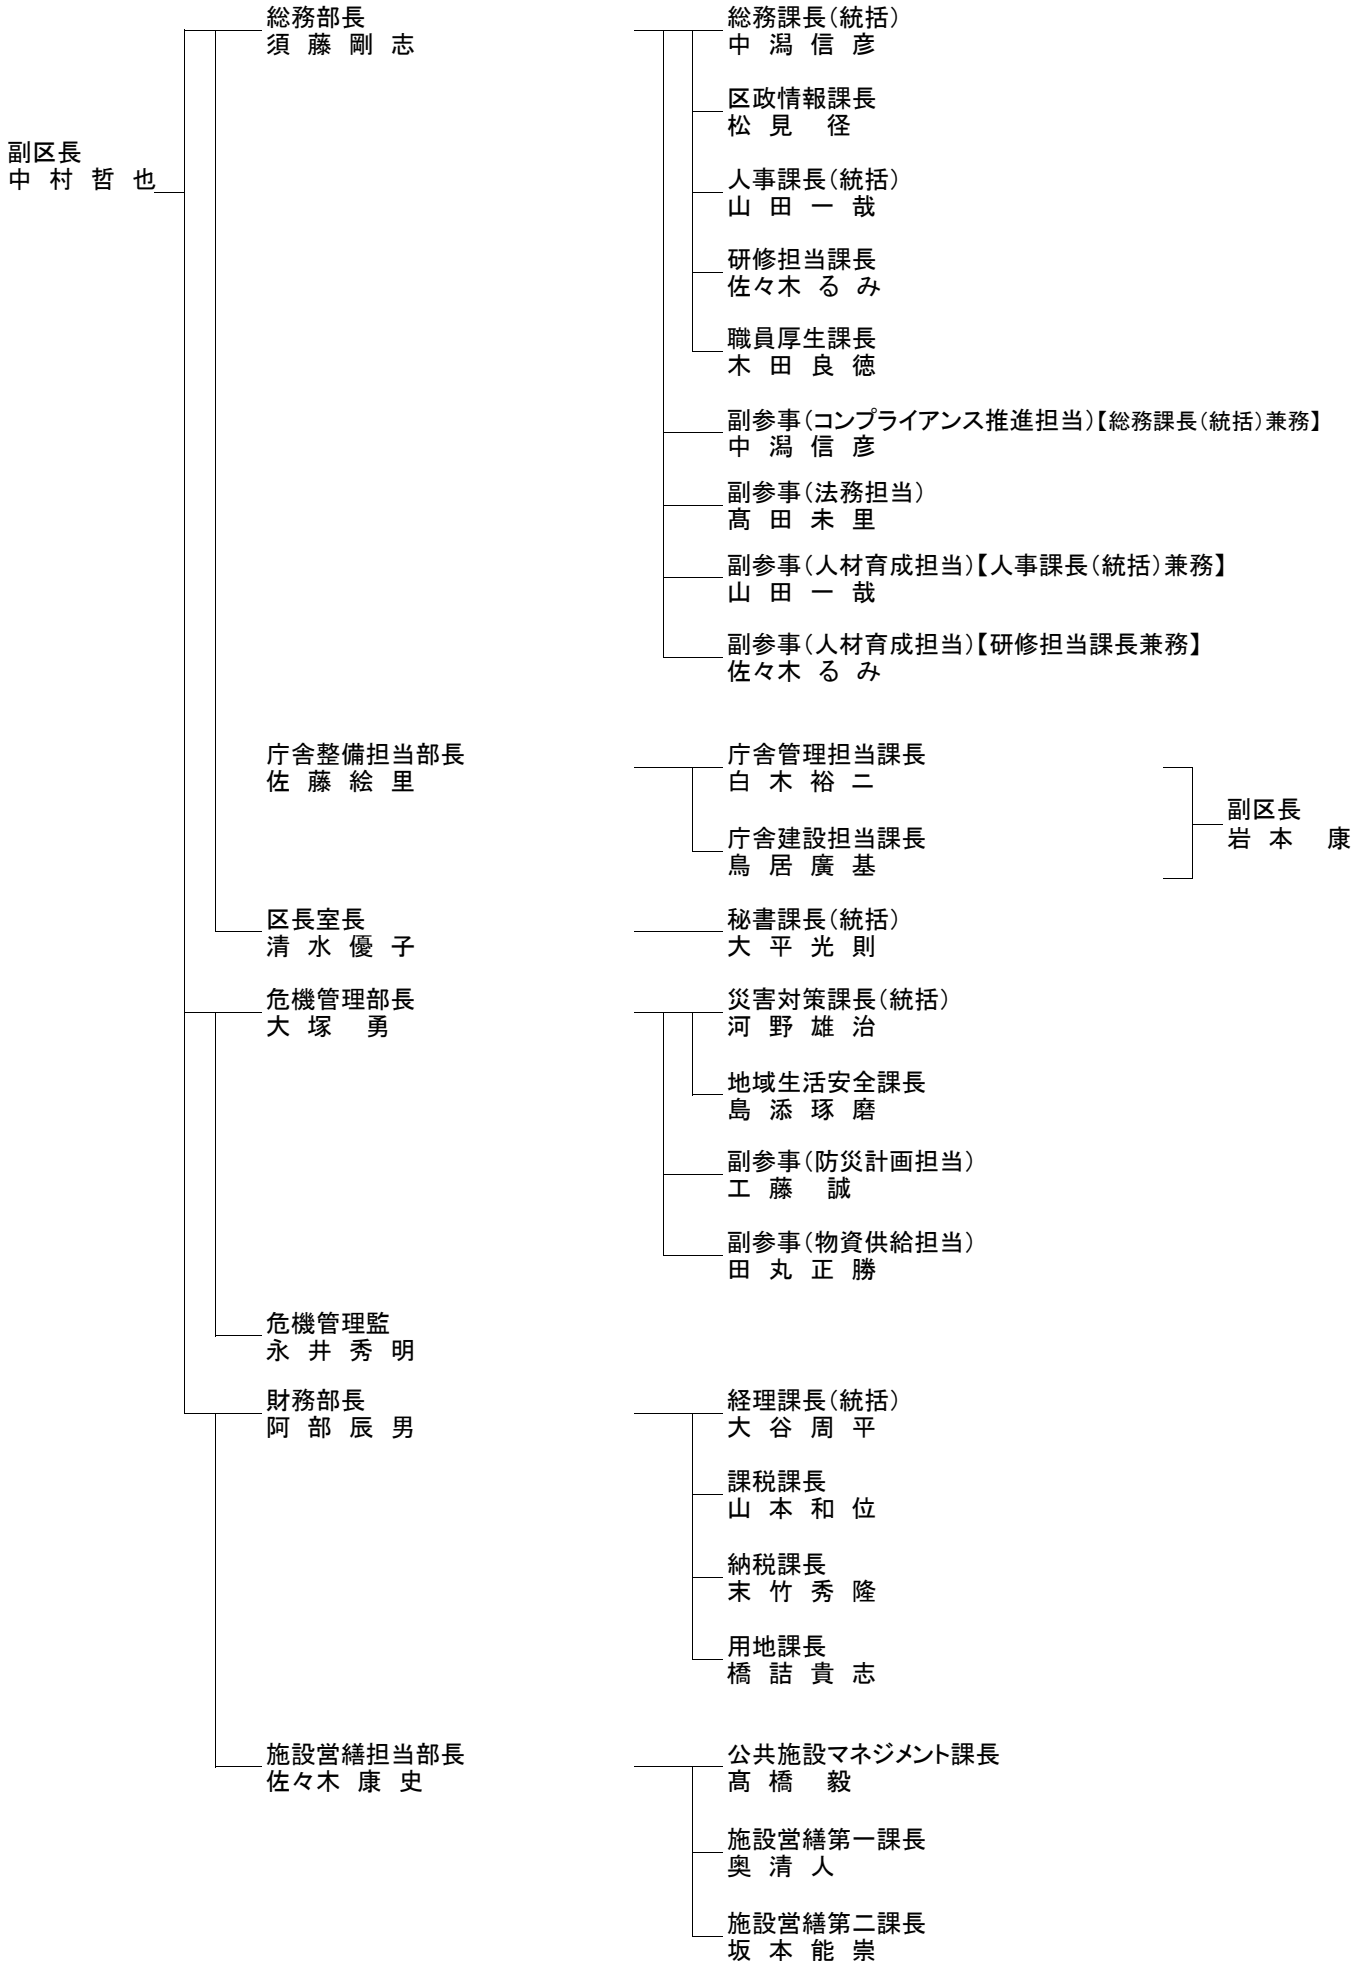 副区長
中村哲也
総務部長
須藤剛志
総務課長(統括)
中潟信彦
区政情報課長
松見 径
人事課長(統括)
山田一哉
研修担当課長
佐々木るみ
職員厚生課長
木田良徳
副参事(コンプライアンス推進担当)【総務課長(統括)兼務】
中潟信彦
副参事(法務担当)
髙田未里
副参事(人材育成担当)【人事課長(統括)兼務】
山田一哉
副参事(人材育成担当)【研修担当課長兼務】
佐々木るみ
庁舎整備担当部長
佐藤絵里
庁舎管理担当課長
白木裕二
庁舎建設担当課長
鳥居廣基
副区長
岩本 康
区長室長
清水優子
秘書課長(統括)
大平光則
危機管理部長
大塚 勇
災害対策課長(統括)
河野雄治
地域生活安全課長
島添琢磨
副参事(防災計画担当)
工藤 誠
副参事(物資供給担当)
田丸正勝
危機管理監
永井秀明
財務部長
阿部辰男
経理課長(統括)
大谷周平
課税課長
山本和位
納税課長
末竹秀隆
用地課長
橋詰貴志
施設営繕担当部長
佐々木康史
公共施設マネジメント課長
髙橋 毅
施設営繕第一課長
奥清人
施設営繕第二課長
坂本能崇